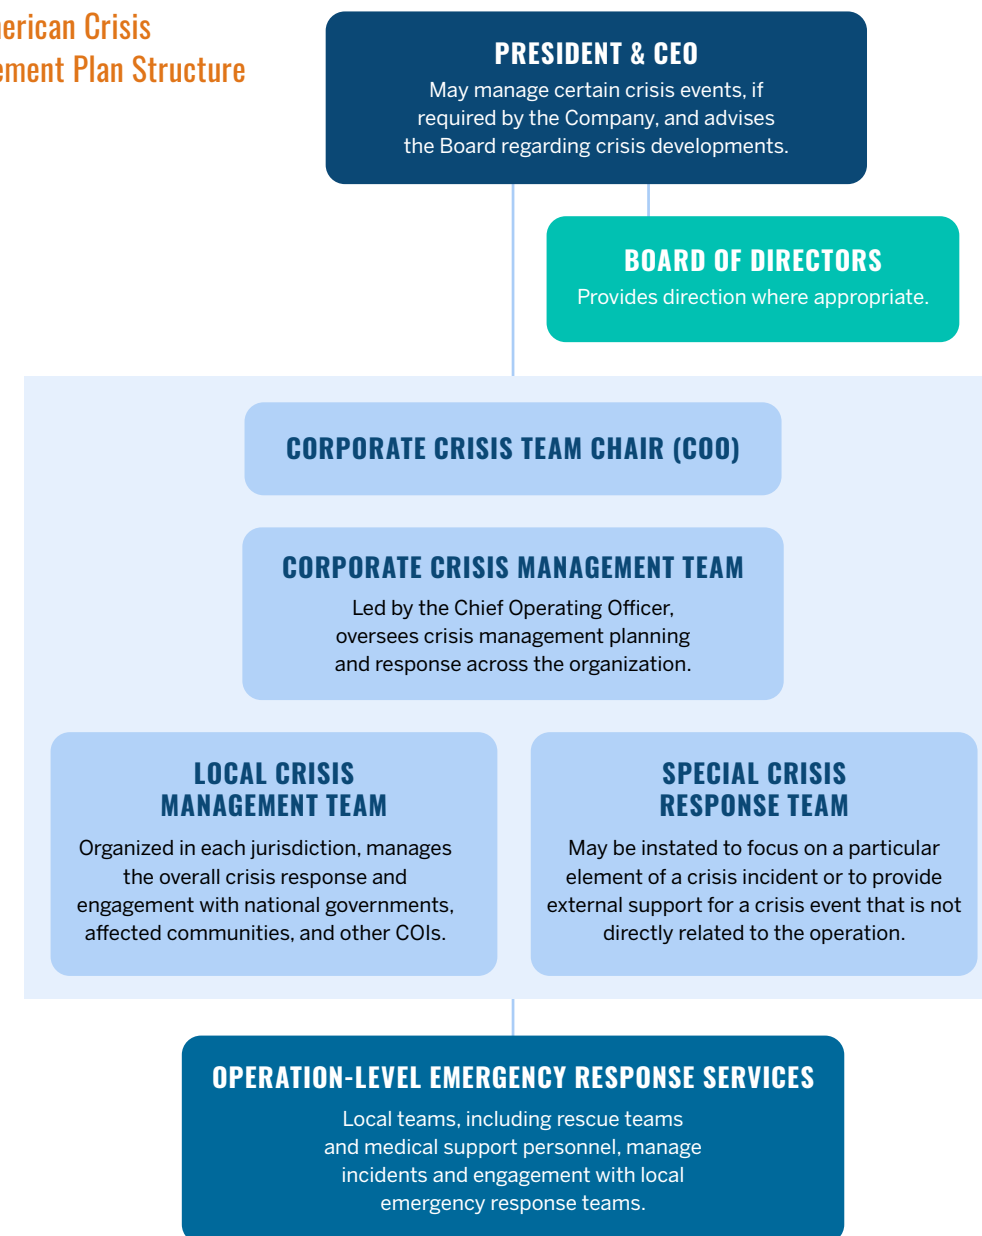 erican Crisis
ement Plan Structure
PRESIDENT & CEO
May manage certain crisis events, if
required by the Company, and advises
the Board regarding crisis developments.
BOARD OF DIRECTORS
Provides direction where appropriate.
CORPORATE CRISIS TEAM CHAIR (COO)
CORPORATE CRISIS MANAGEMENT TEAM
Led by the Chief Operating Officer,
oversees crisis management planning
and response across the organization.
LOCAL CRISIS
MANAGEMENT TEAM
Organized in each jurisdiction, manages
the overall crisis response and
engagement with national governments,
affected communities, and other COIs.
SPECIAL CRISIS
RESPONSE TEAM
May be instated to focus on a particular
element of a crisis incident or to provide
external support for a crisis event that is not
directly related to the operation.
OPERATION-LEVEL EMERGENCY RESPONSE SERVICES
Local teams, including rescue teams
and medical support personnel, manage
incidents and engagement with local
emergency response teams.